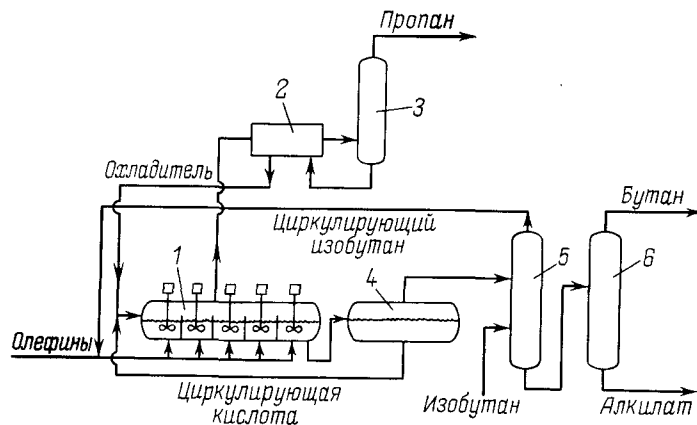 Пропан
2
3
Охладитель
Бутан
Циркулирующий
изобутан
1
4
5
6
Олефины
Циркулирующая
кислота
Изобутан
Алкилат